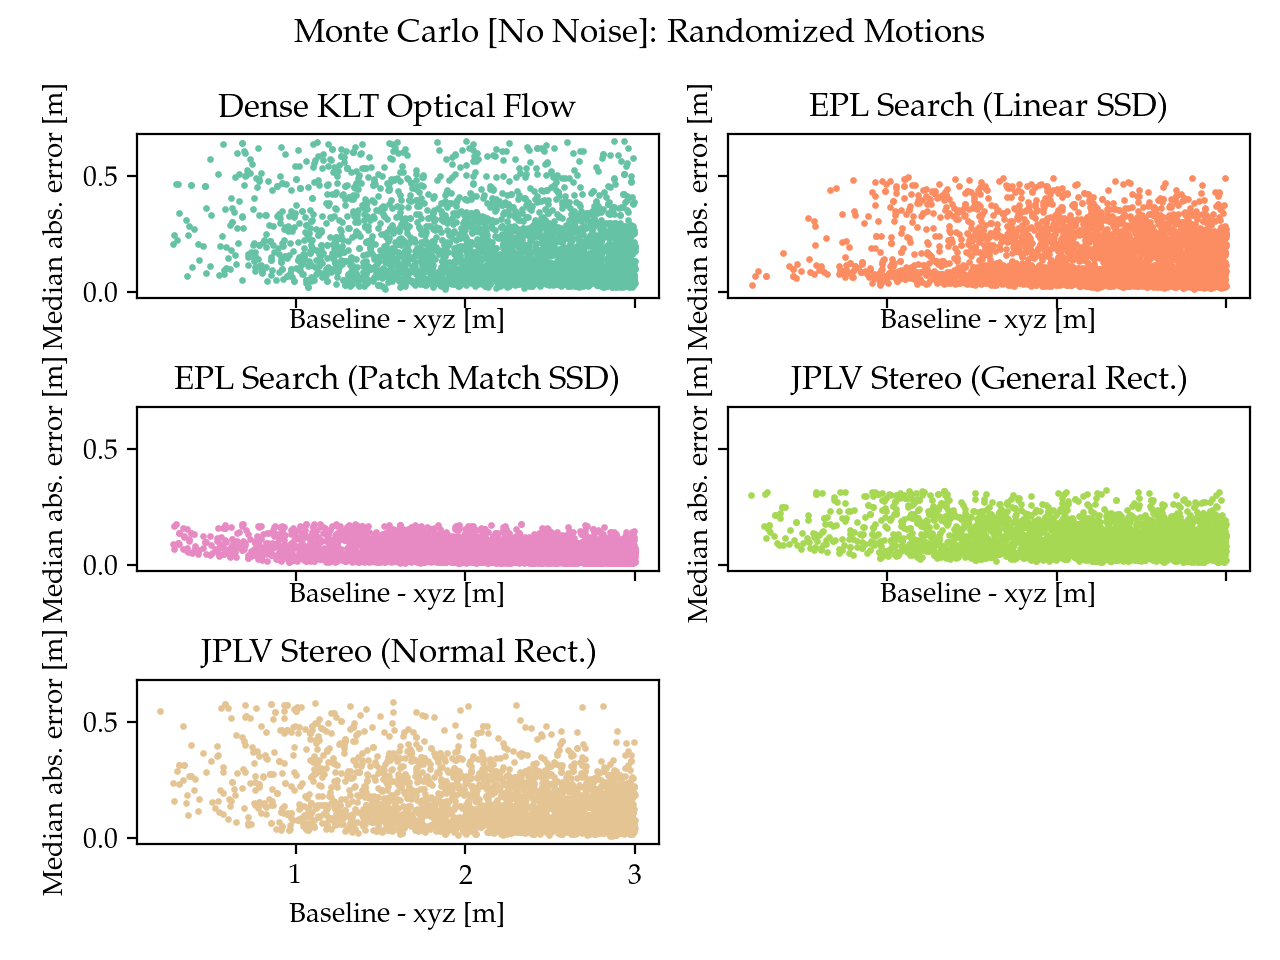 Monte Carlo [No Noise]: Randomized Motions
Dense KLT Optical Flow
Median abs. error [m]
0.5
0.0
Baseline - xyz [m]
EPL Search (Linear SSD)
Median abs. error [m]
Baseline - xyz [m]
EPL Search (Patch Match SSD)
Median abs. error [m]
0.5
0.0
Baseline - xyz [m]
JPLV Stereo (General Rect.)
Median abs. error [m]
Baseline - xyz [m]
JPLV Stereo (Normal Rect.)
Median abs. error [m]
0.5
0.0
1 2 3
Baseline - xyz [m]